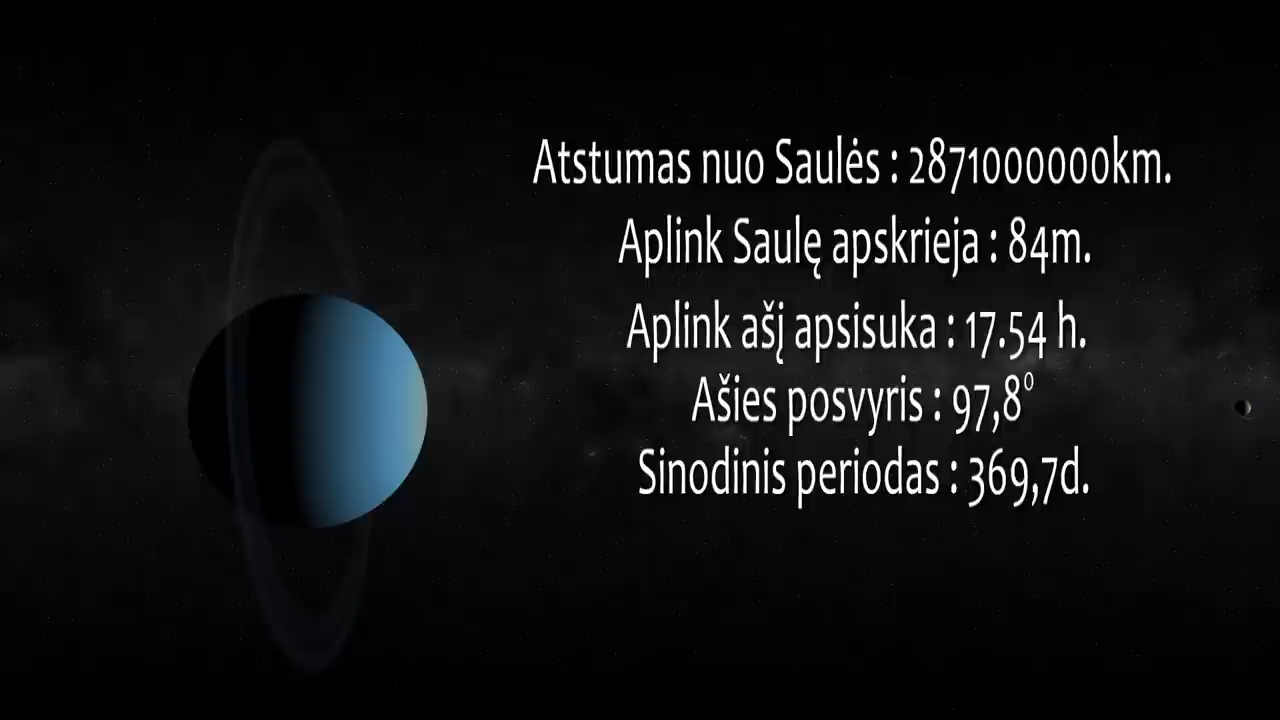 Atstumas nuo Saulės : 2871000000km.
Aplink Saulę apskrieja : 84m.
Aplink ašį apsisuka : 17.54 h.
Ašies posvyris : 97,8°
Sinodinis periodas : 369,7d.